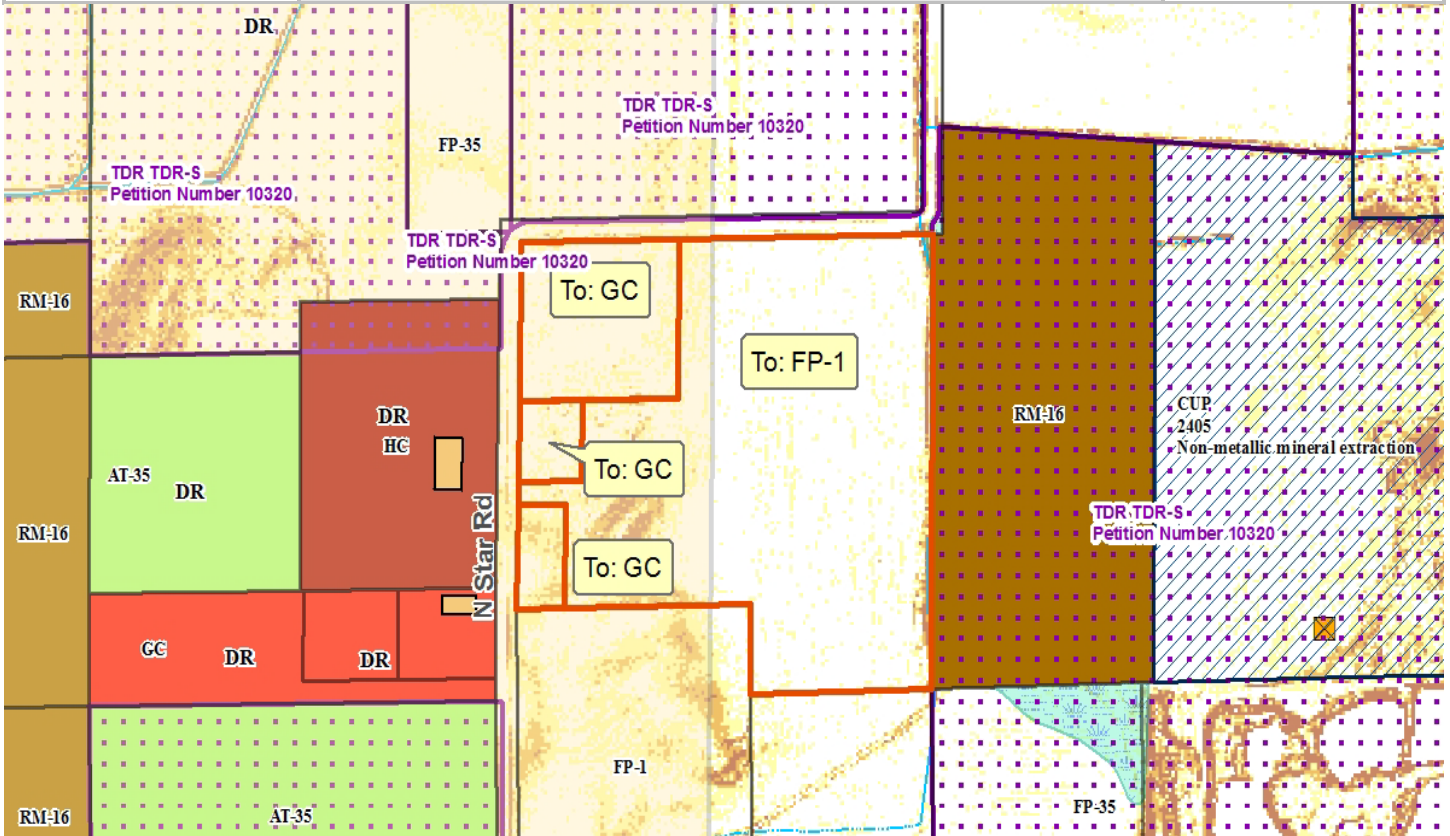 DR
TDR TDR-S
Petition Number 10320
FP-35
TDR TDR-S
Petition Number 10320
TDR TDR-S
Petition Number 10320
RM-16
To: GC
To: FP-1
DR
HC
RM-16
CUP
2405
Non-metallic mineral extraction
AT-35
DR
To: GC
RM-16
N Star Rd
TDR TDR-S
Petition Number 10320
To: GC
GC
DR
DR
FP-1
RM-16
AT-35
FP-35